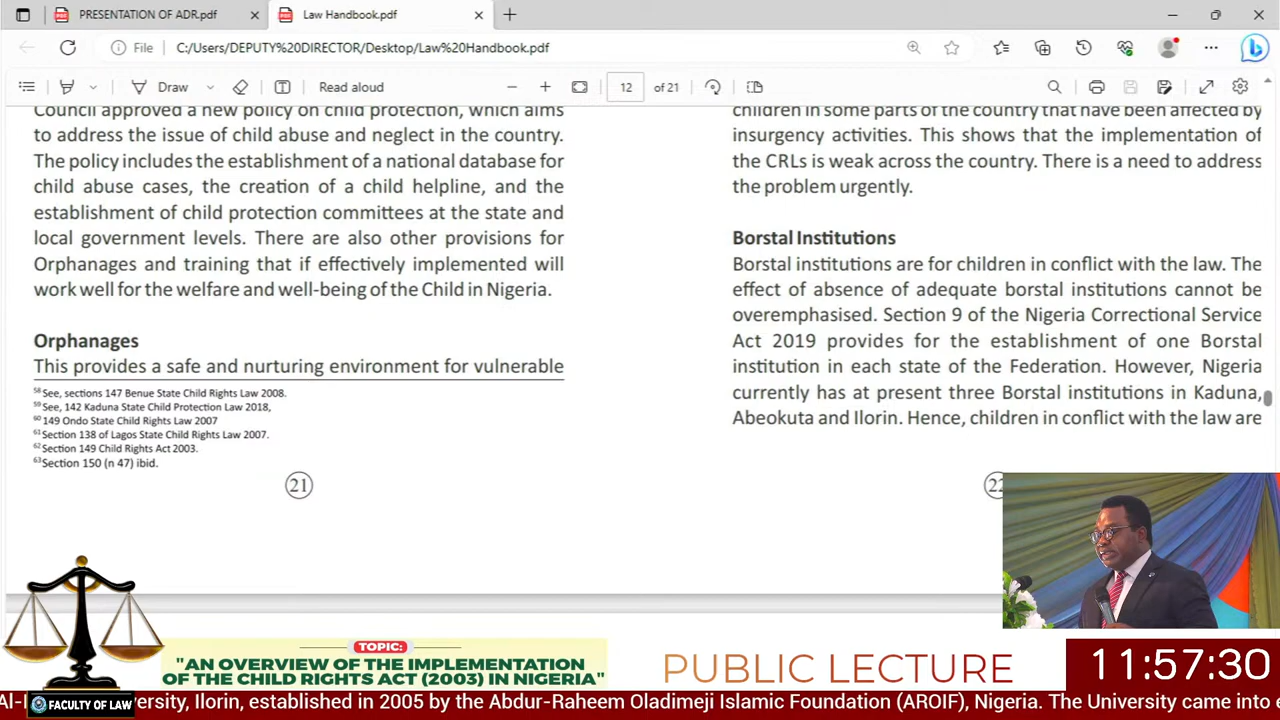 PRESENTATION OF ADR.pdf
Law Handbook.pdf
File
C:/Users/DEPUTY%20DIRECTOR/Desktop/Law%20Handbook.pdf
Draw
Read aloud
12
of 21
Council approved a new policy on child protection, which aims
to address the issue of child abuse and neglect in the country.
The policy includes the establishment of a national database for
child abuse cases, the creation of a child helpline, and the
establishment of child protection committees at the state and
local government levels. There are also other provisions for
Orphanages and training that if effectively implemented will
work well for the welfare and well-being of the Child in Nigeria.
Orphanages
This provides a safe and nurturing environment for vulnerable
58 See, sections 147 Benue State Child Rights Law 2008.
59 See, 142 Kaduna State Child Protection Law 2018,
60 149 Ondo State Child Rights Law 2007
61 Section 138 of Lagos State Child Rights Law 2007.
62 Section 149 Child Rights Act 2003.
63 Section 150 (n 47) ibid.
21
children in some parts of the country that have been affected by
insurgency activities. This shows that the implementation of
the CRLs is weak across the country. There is a need to address
the problem urgently.
Borstal Institutions
Borstal institutions are for children in conflict with the law. The
effect of absence of adequate borstal institutions cannot be
overemphasised. Section 9 of the Nigeria Correctional Service
Act 2019 provides for the establishment of one Borstal
institution in each state of the Federation. However, Nigeria
currently has at present three Borstal institutions in Kaduna,
Abeokuta and Ilorin. Hence, children in conflict with the law are
22
TOPIC:
"AN OVERVIEW OF THE IMPLEMENTATION
OF THE CHILD RIGHTS ACT (2003) IN NIGERIA"
PUBLIC LECTURE
11:57:30
FACULTY OF LAW
Ilorin, established in 2005 by the Abdur-Raheem Oladimeji Islamic Foundation (AROIF), Nigeria. The University came into